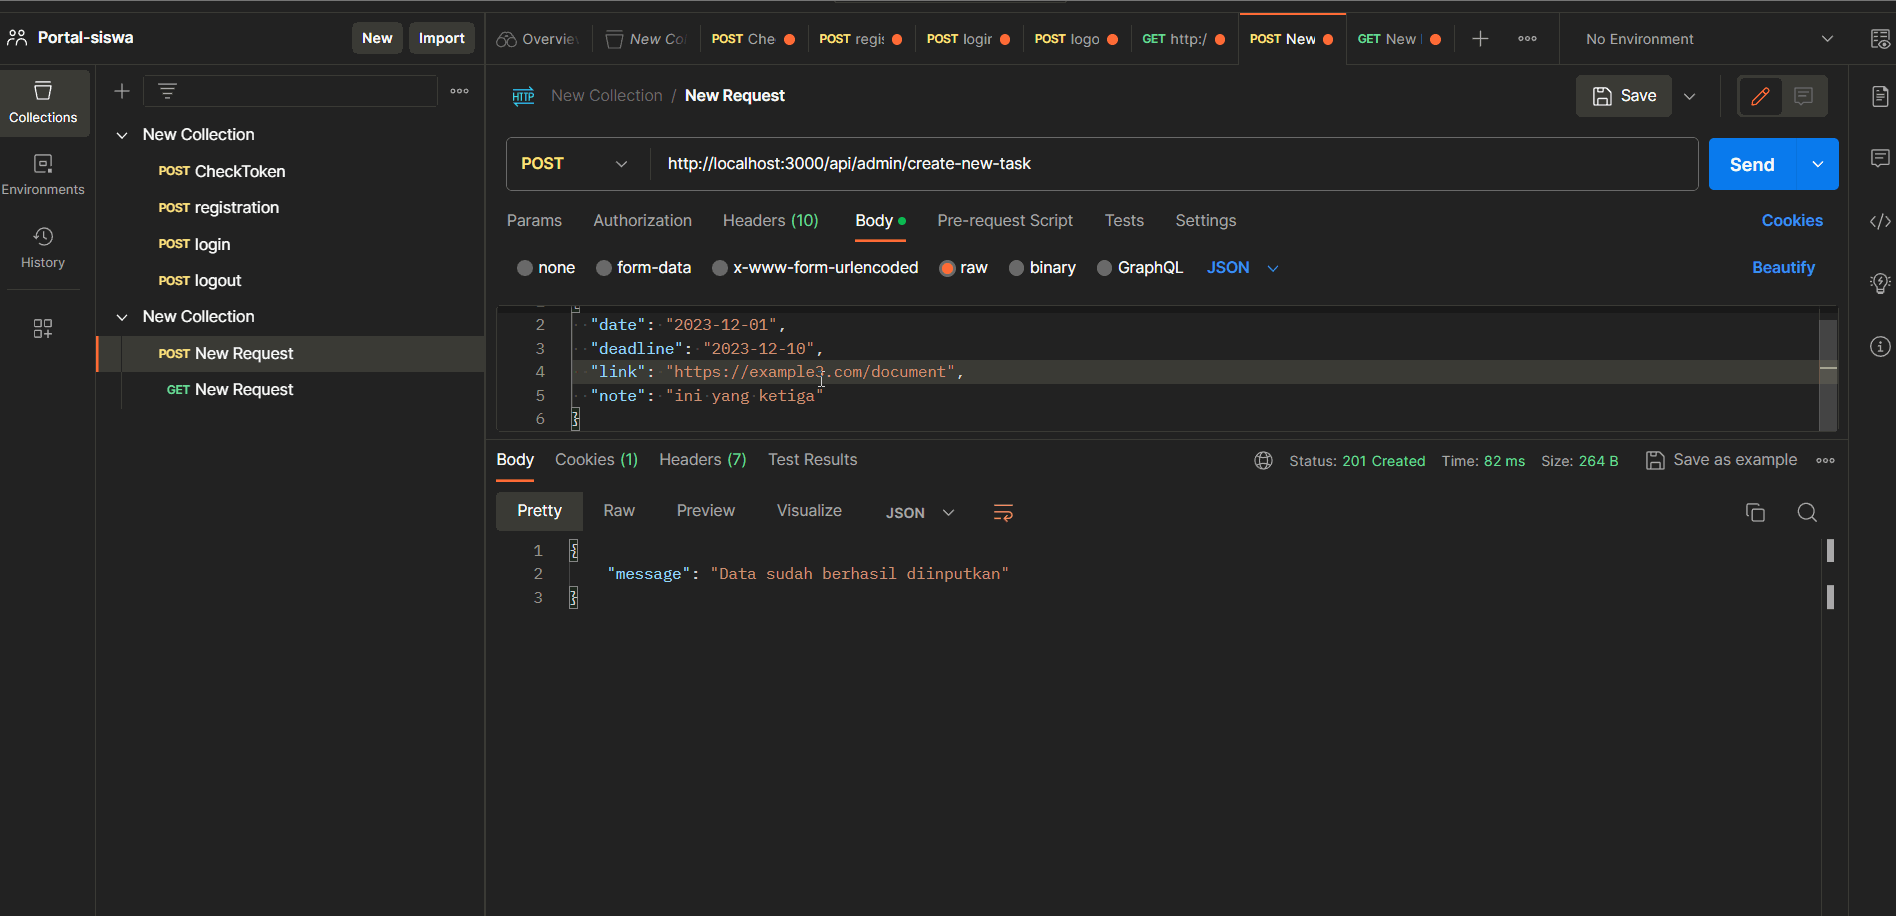 Portal-siswa
New Import
Overvie New Co POST Che POST regis POST logir POST logo GET http:/ POST New GET New
No Environment
Collections
Environments
History
New Collection
POST CheckToken
POST registration
POST login
POST logout
New Collection
POST New Request
GET New Request
HTTP New Collection / New Request
Save
POST http://localhost:3000/api/admin/create-new-task
Send
Params Authorization Headers (10) Body Pre-request Script Tests Settings Cookies
none form-data x-www-form-urlencoded raw binary GraphQL JSON Beautify
2 "date": "2023-12-01",
3 "deadline": "2023-12-10",
4 "link": "https://example3.com/document",
5 "note": "ini yang ketiga"
6 }
Body Cookies (1) Headers (7) Test Results Status: 201 Created Time: 82 ms Size: 264 B Save as example
Pretty Raw Preview Visualize JSON
1 {
2 "message": "Data sudah berhasil diinputkan"
3 }